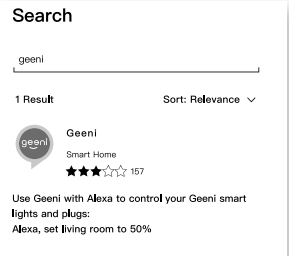 Search
geeni
1 Result Sort: Relevance
geeni
Geeni
Smart Home
157
Use Geeni with Alexa to control your Geeni smart
lights and plugs:
Alexa, set living room to 50%